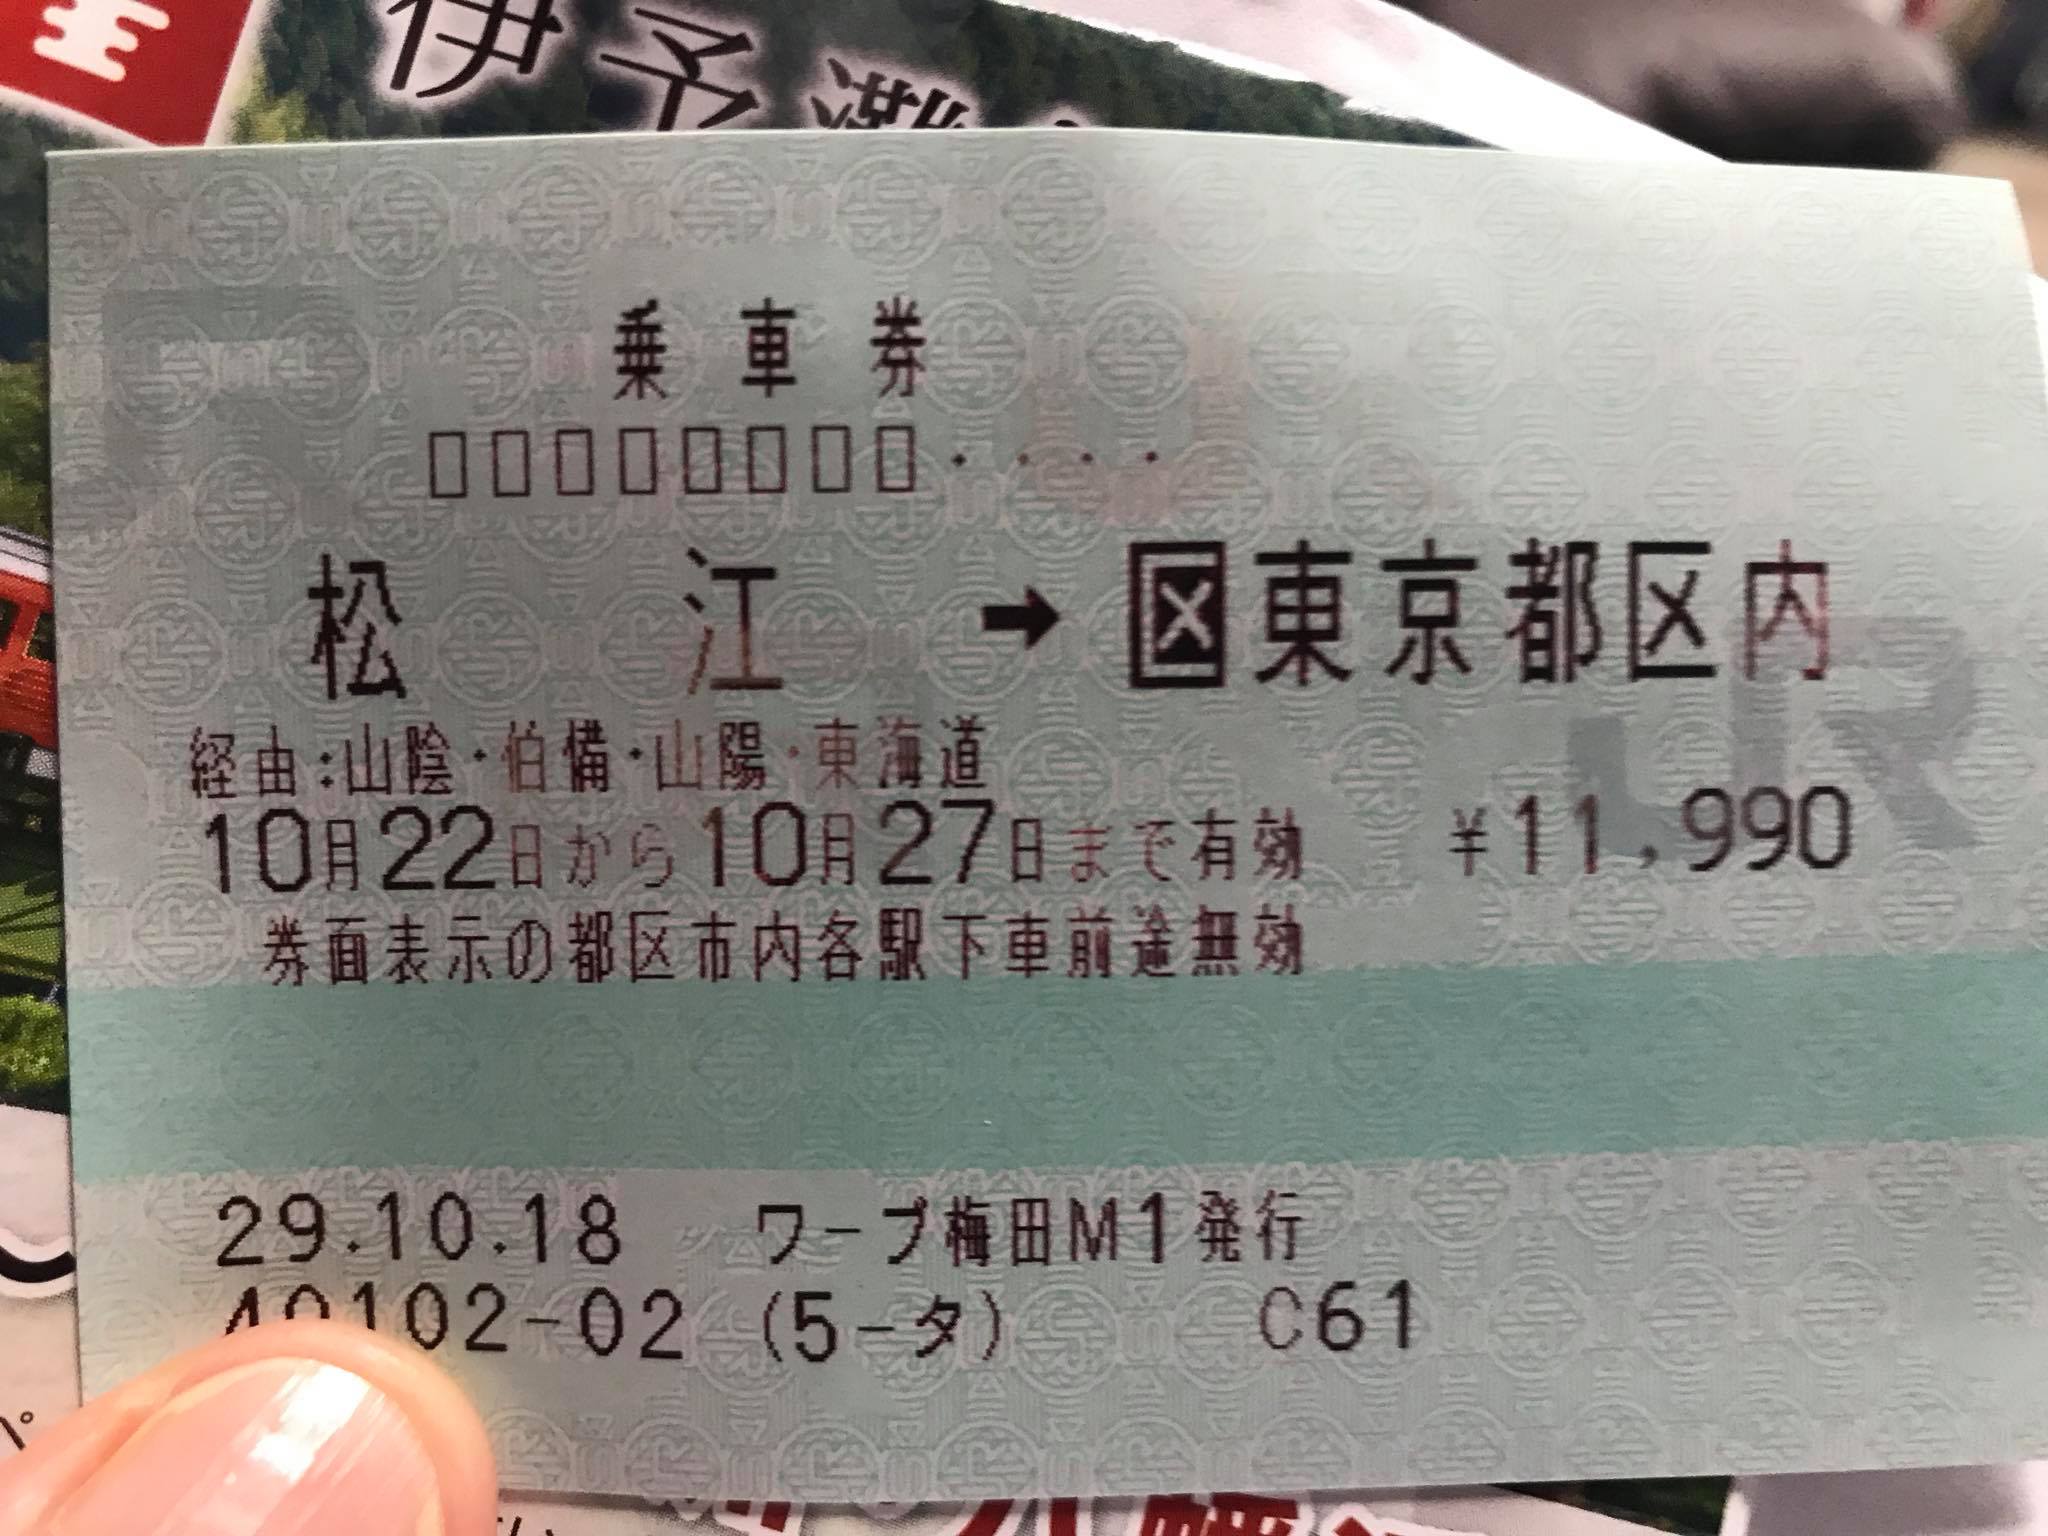 伊予灘
乗車券
□□□□□□□□・・・・
松江➡区東京都区内
経由:山陰・伯備・山陽・東海道
10月22日から10月27日まで有効 ¥11,990
券面表示の都区市内各駅下車前途無効
29.10.18 ワープ梅田M1発行
40102-02 (5-タ) C61